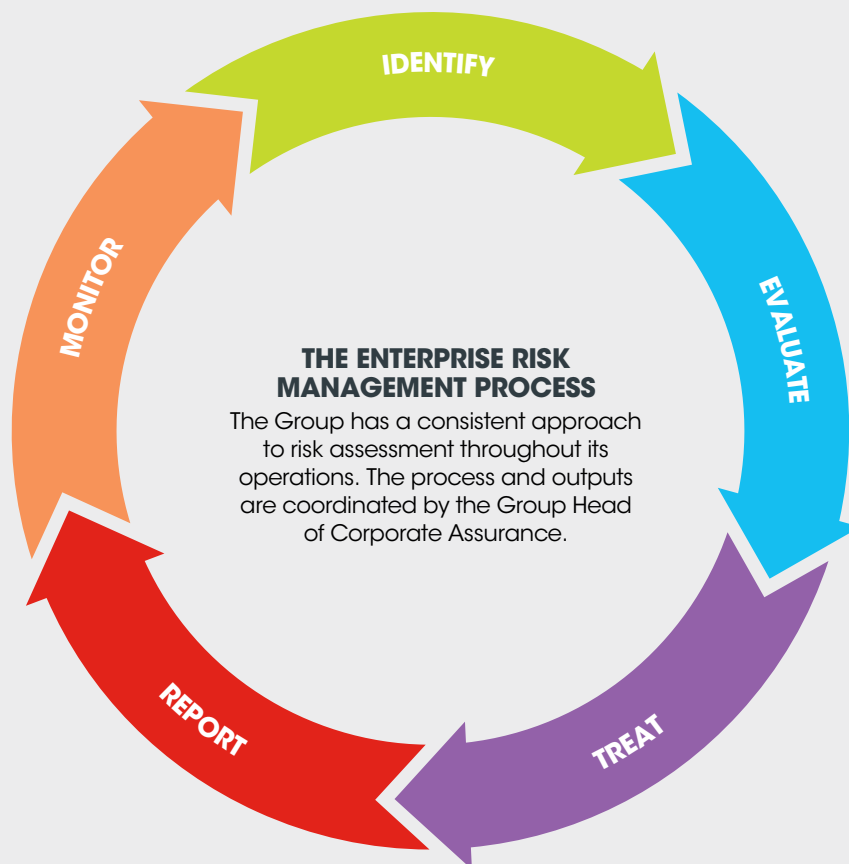 IDENTIFY
EVALUATE
TREAT
REPORT
MONITOR
THE ENTERPRISE RISK
MANAGEMENT PROCESS
The Group has a consistent approach
to risk assessment throughout its
operations. The process and outputs
are coordinated by the Group Head
of Corporate Assurance.